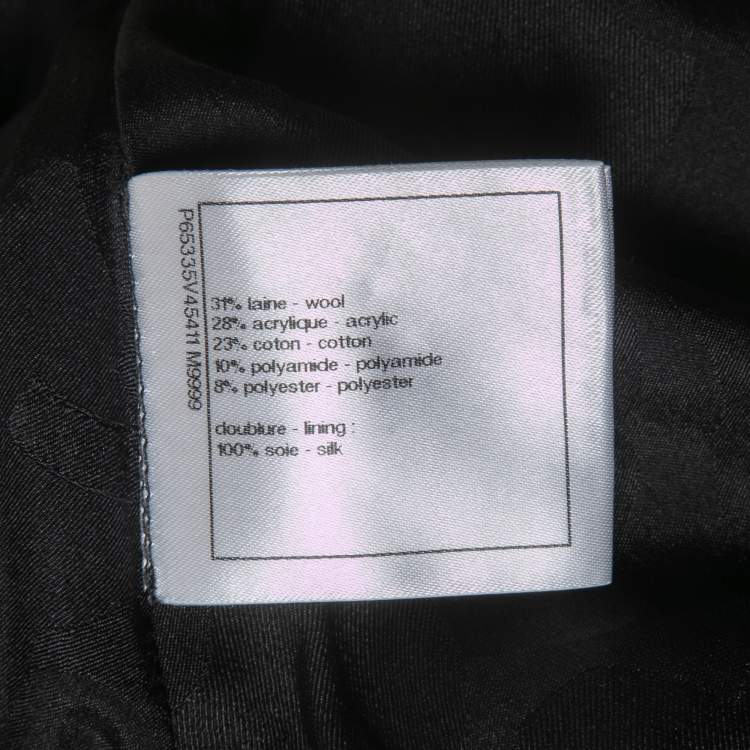 P65335V45411 M9999
31% laine - wool
28% acrylique - acrylic
23% coton - cotton
10% polyamide - polyamide
8% polyester - polyester
doublure - lining :
100% soie - silk